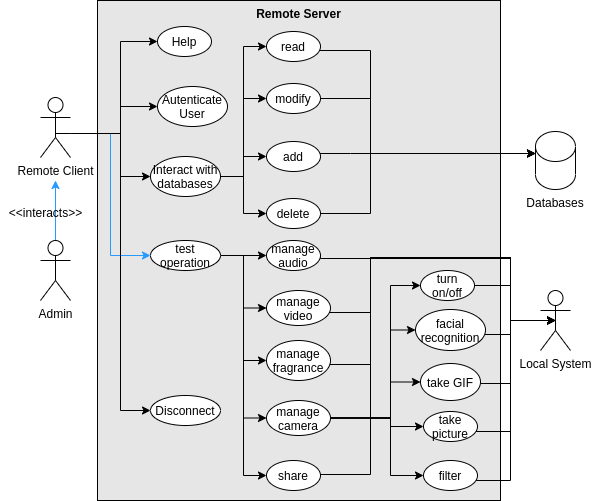 Remote Server
Help
Autenticate
User
Interact with
databases
test
operation
Disconnect
read
modify
add
delete
manage
audio
manage
video
manage
fragrance
manage
camera
share
turn
on/off
facial
recognition
take GIF
take
picture
filter
Remote Client
<<interacts>>
Admin
Databases
Local System